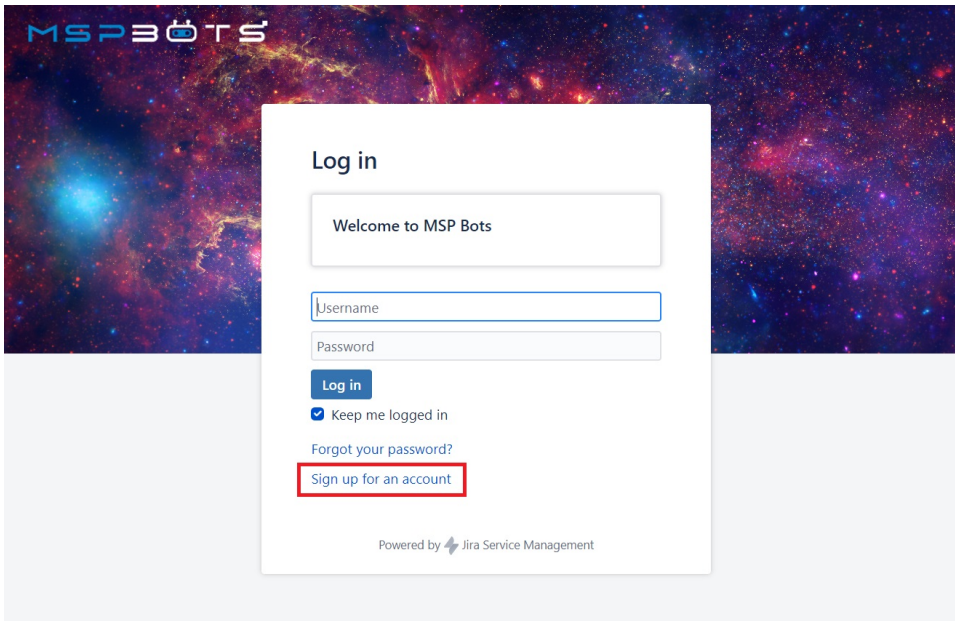 MSPBOTS
Log in
Welcome to MSP Bots
Username
Password
Log in
Keep me logged in
Forgot your password?
Sign up for an account
Powered by Jira Service Management